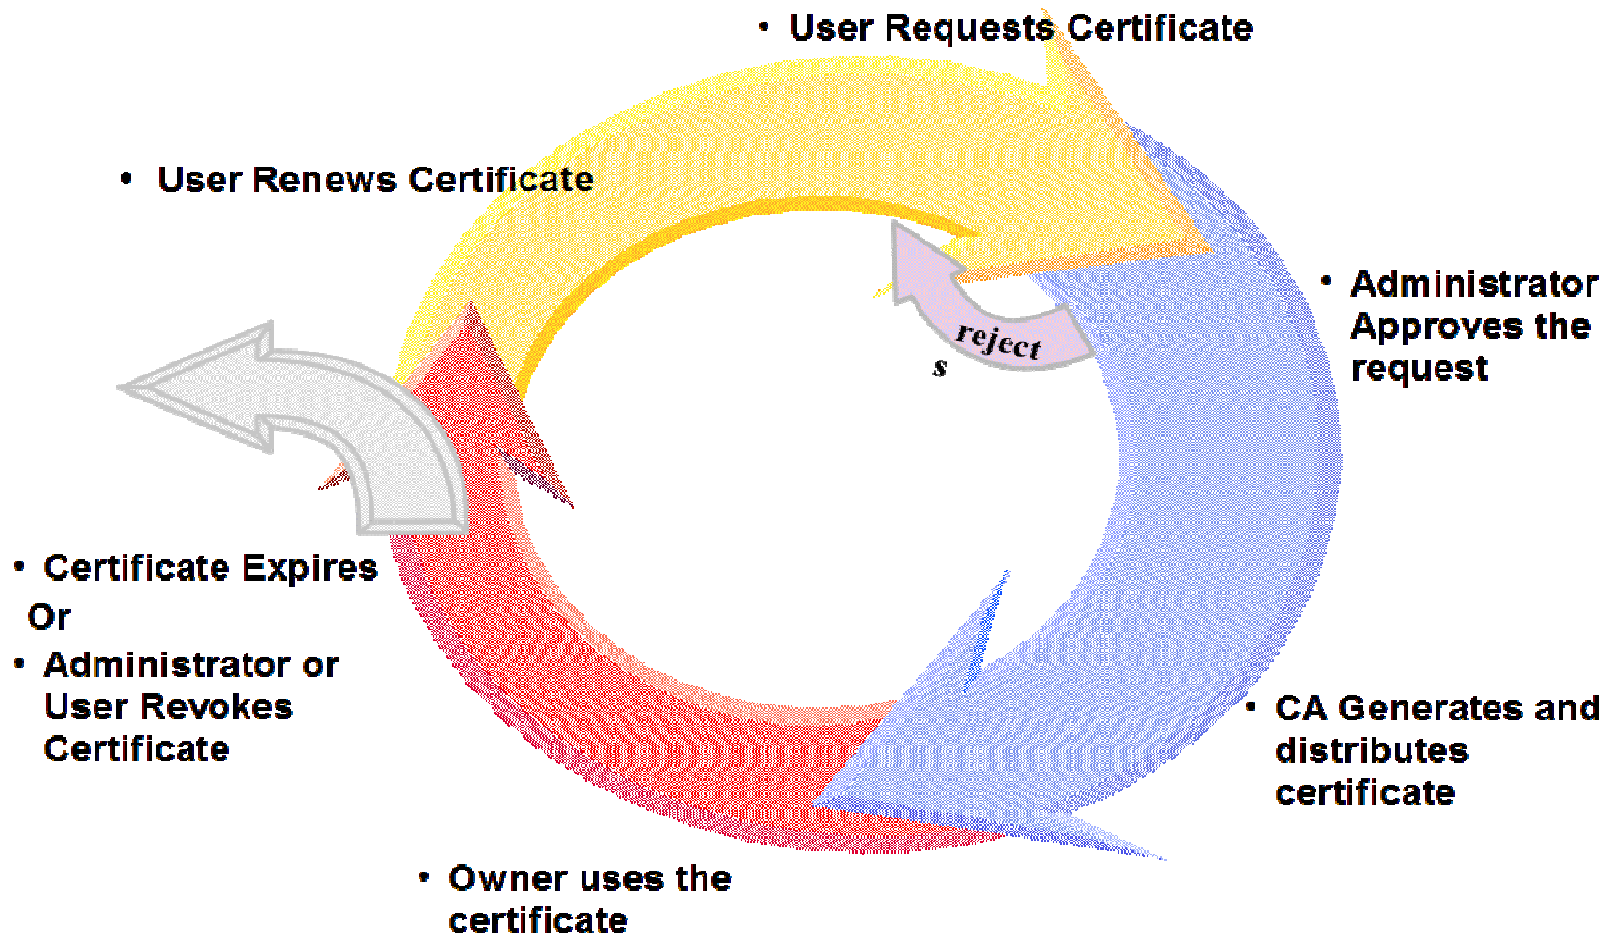 • User Requests Certificate
• User Renews Certificate
• Administrator
Approves the
request
reject
s
• Certificate Expires
Or
• Administrator or
User Revokes
Certificate
• CA Generates and
distributes
certificate
• Owner uses the
certificate